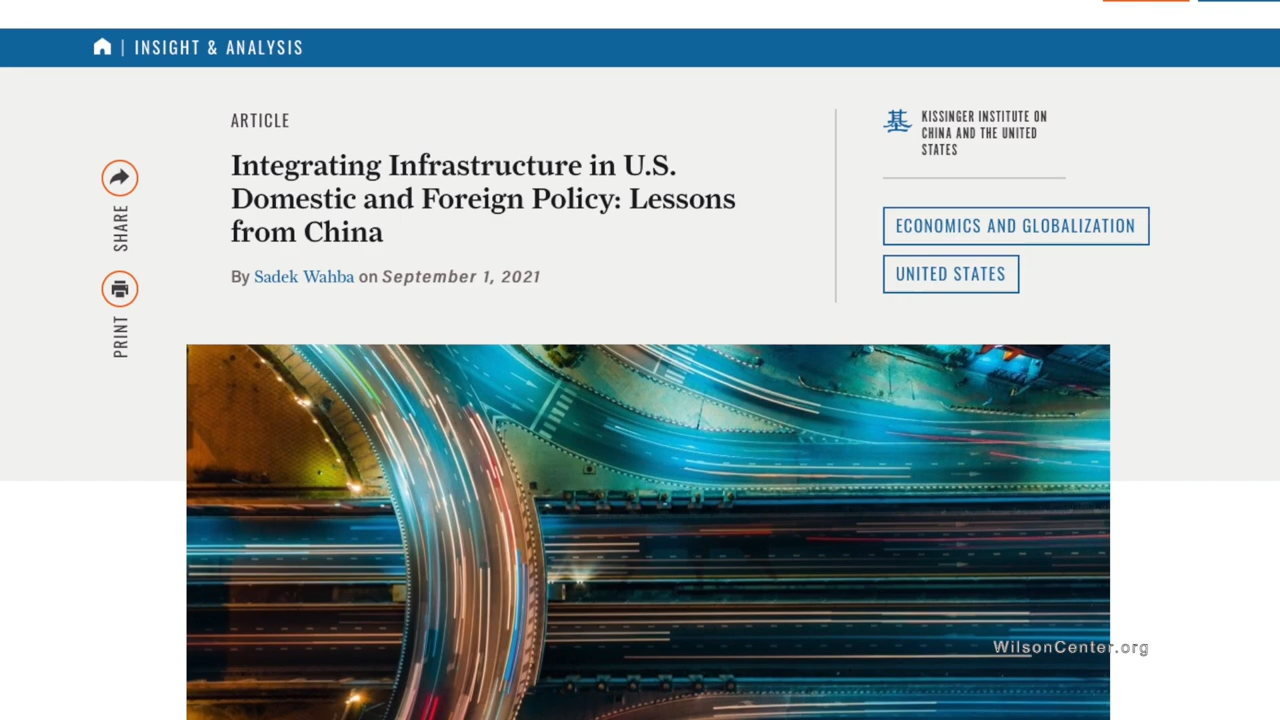 | INSIGHT & ANALYSIS
ARTICLE
Integrating Infrastructure in U.S.
Domestic and Foreign Policy: Lessons
from China
By Sadek Wahba on September 1, 2021
SHARE
PRINT
基 KISSINGER INSTITUTE ON
CHINA AND THE UNITED
STATES
ECONOMICS AND GLOBALIZATION
UNITED STATES
WilsonCenter.org